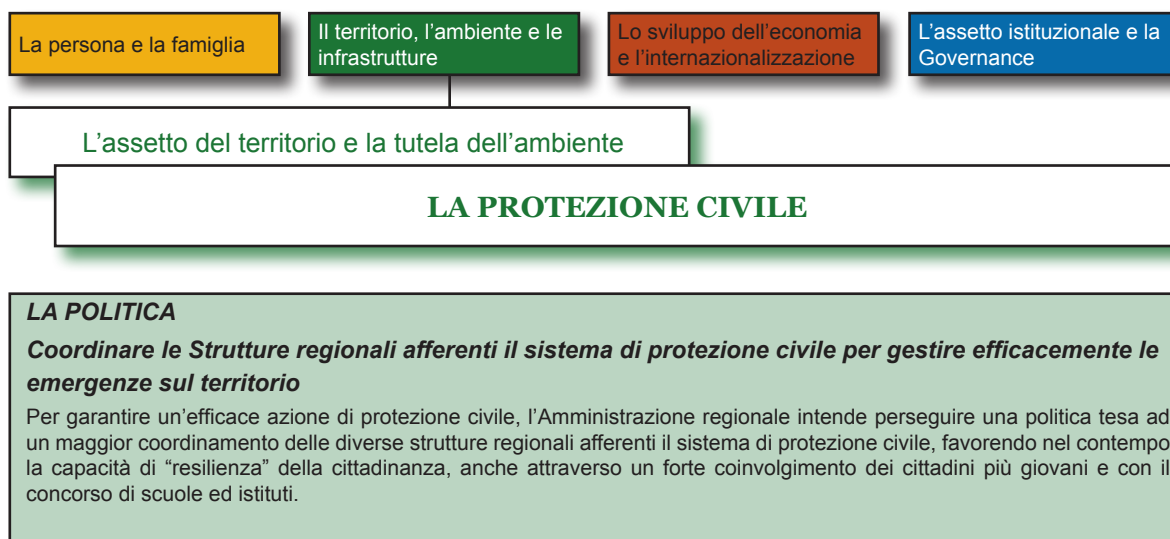 La persona e la famiglia
Il territorio, l’ambiente e le
infrastrutture
Lo sviluppo dell’economia
e l’internazionalizzazione
L’assetto istituzionale e la
Governance
L’assetto del territorio e la tutela dell’ambiente
LA PROTEZIONE CIVILE
LA POLITICA
Coordinare le Strutture regionali afferenti il sistema di protezione civile per gestire efficacemente le
emergenze sul territorio
Per garantire un’efficace azione di protezione civile, l’Amministrazione regionale intende perseguire una politica tesa ad
un maggior coordinamento delle diverse strutture regionali afferenti il sistema di protezione civile, favorendo nel contempo
la capacità di “resilienza” della cittadinanza, anche attraverso un forte coinvolgimento dei cittadini più giovani e con il
concorso di scuole ed istituti.